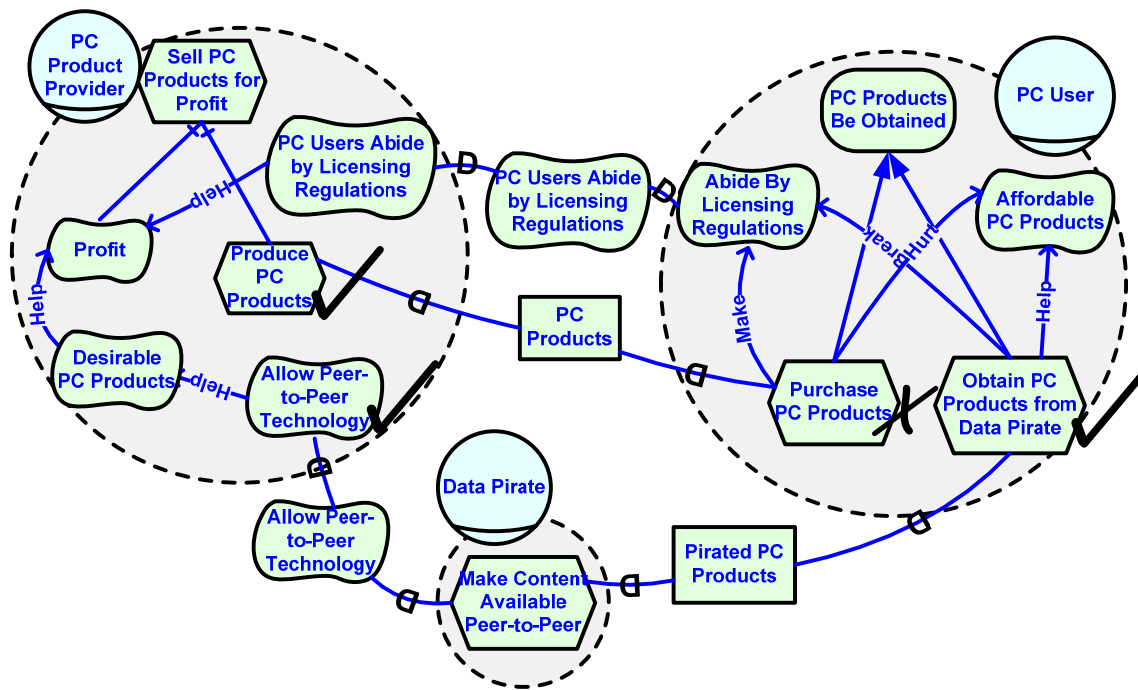 PC
Product
Provider
Sell PC
Products for
Profit
PC Users Abide
by Licensing
Regulations
Help
Profit
Produce
PC
Products
Help
Desirable
PC Products
Help
Allow Peer-
to-Peer
Technology
D
PC Users Abide
by Licensing
Regulations
D
D
PC
Products
D
PC Products
Be Obtained
PC User
Abide By
Licensing
Regulations
Affordable
PC Products
Break
Hurt
Make
Help
Purchase
PC Products
Obtain PC
Products from
Data Pirate
D
Allow Peer-
to-Peer
Technology
D
Data Pirate
Make Content
Available
Peer-to-Peer
D
Pirated PC
Products
D